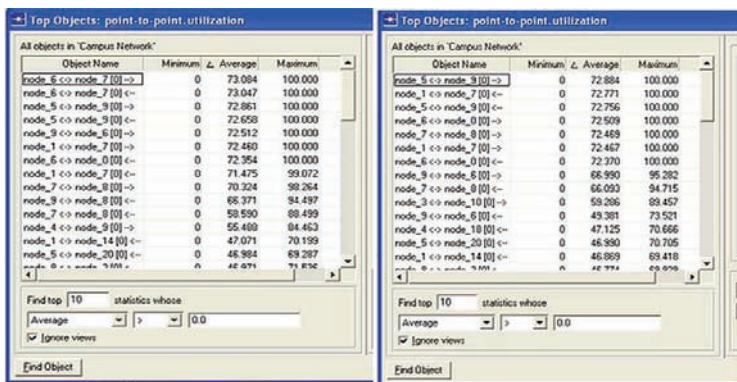 Top Objects: point-to-point.utilization
All objects in "Campus Network"
Object Name Minimum Average Maximum
node_6 <-> node_7 [0] --> 0 73.084 100.000
node_6 <-> node_7 [0] <-- 0 73.047 100.000
node_5 <-> node_9 [0] --> 0 72.861 100.000
node_5 <-> node_9 [0] <-- 0 72.658 100.000
node_9 <-> node_6 [0] --> 0 72.512 100.000
node_1 <-> node_7 [0] --> 0 72.460 100.000
node_6 <-> node_0 [0] <-- 0 72.354 100.000
node_1 <-> node_7 [0] <-- 0 71.475 99.072
node_7 <-> node_8 [0] --> 0 70.324 98.264
node_9 <-> node_8 [0] <-- 0 66.371 94.497
node_7 <-> node_8 [0] <-- 0 58.590 88.499
node_4 <-> node_9 [0] --> 0 55.488 84.463
node_1 <-> node_14 [0] <-- 0 47.071 70.199
node_5 <-> node_20 [0] <-- 0 46.984 69.287
Find top 10 statistics whose
Average > 0.0
Ignore views
Find Object
Top Objects: point-to-point.utilization
All objects in "Campus Network"
Object Name Minimum Average Maximum
node_5 <-> node_9 [0] --> 0 72.884 100.000
node_1 <-> node_7 [0] <-- 0 72.771 100.000
node_5 <-> node_9 [0] <-- 0 72.756 100.000
node_6 <-> node_0 [0] --> 0 72.509 100.000
node_7 <-> node_8 [0] --> 0 72.469 100.000
node_1 <-> node_7 [0] --> 0 72.467 100.000
node_6 <-> node_0 [0] <-- 0 72.370 100.000
node_9 <-> node_6 [0] --> 0 66.990 95.282
node_7 <-> node_8 [0] <-- 0 66.093 94.715
node_3 <-> node_10 [0] --> 0 59.286 89.457
node_9 <-> node_6 [0] <-- 0 49.381 73.521
node_4 <-> node_18 [0] <-- 0 47.125 70.666
node_5 <-> node_20 [0] <-- 0 46.990 70.705
node_1 <-> node_14 [0] <-- 0 46.869 69.418
Find top 10 statistics whose
Average > 0.0
Ignore views
Find Object